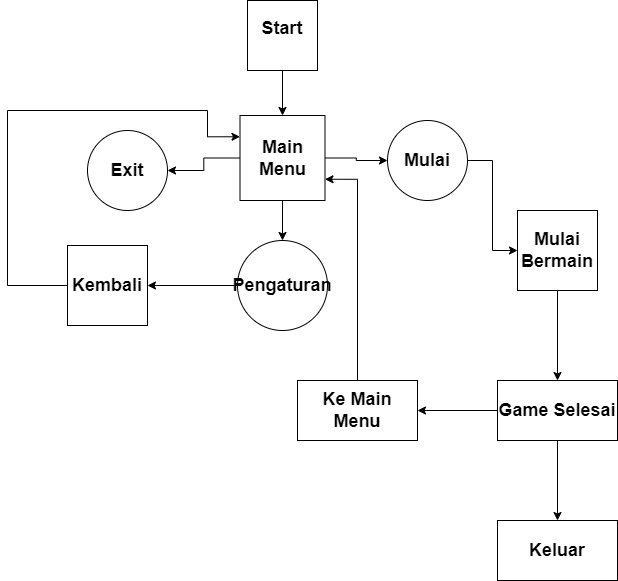 Start
Main
Menu
Exit
Mulai
Mulai
Bermain
Pengaturan
Kembali
Ke Main
Menu
Game Selesai
Keluar